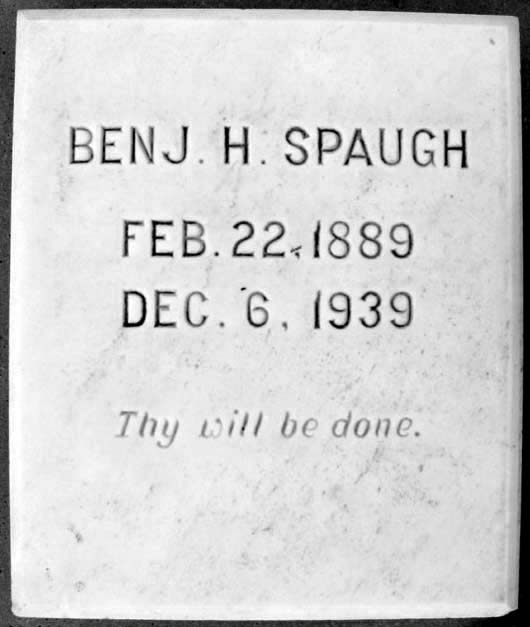 BENJ. H. SPAUGH
FEB. 22, 1889
DEC. 6, 1939
Thy will be done.